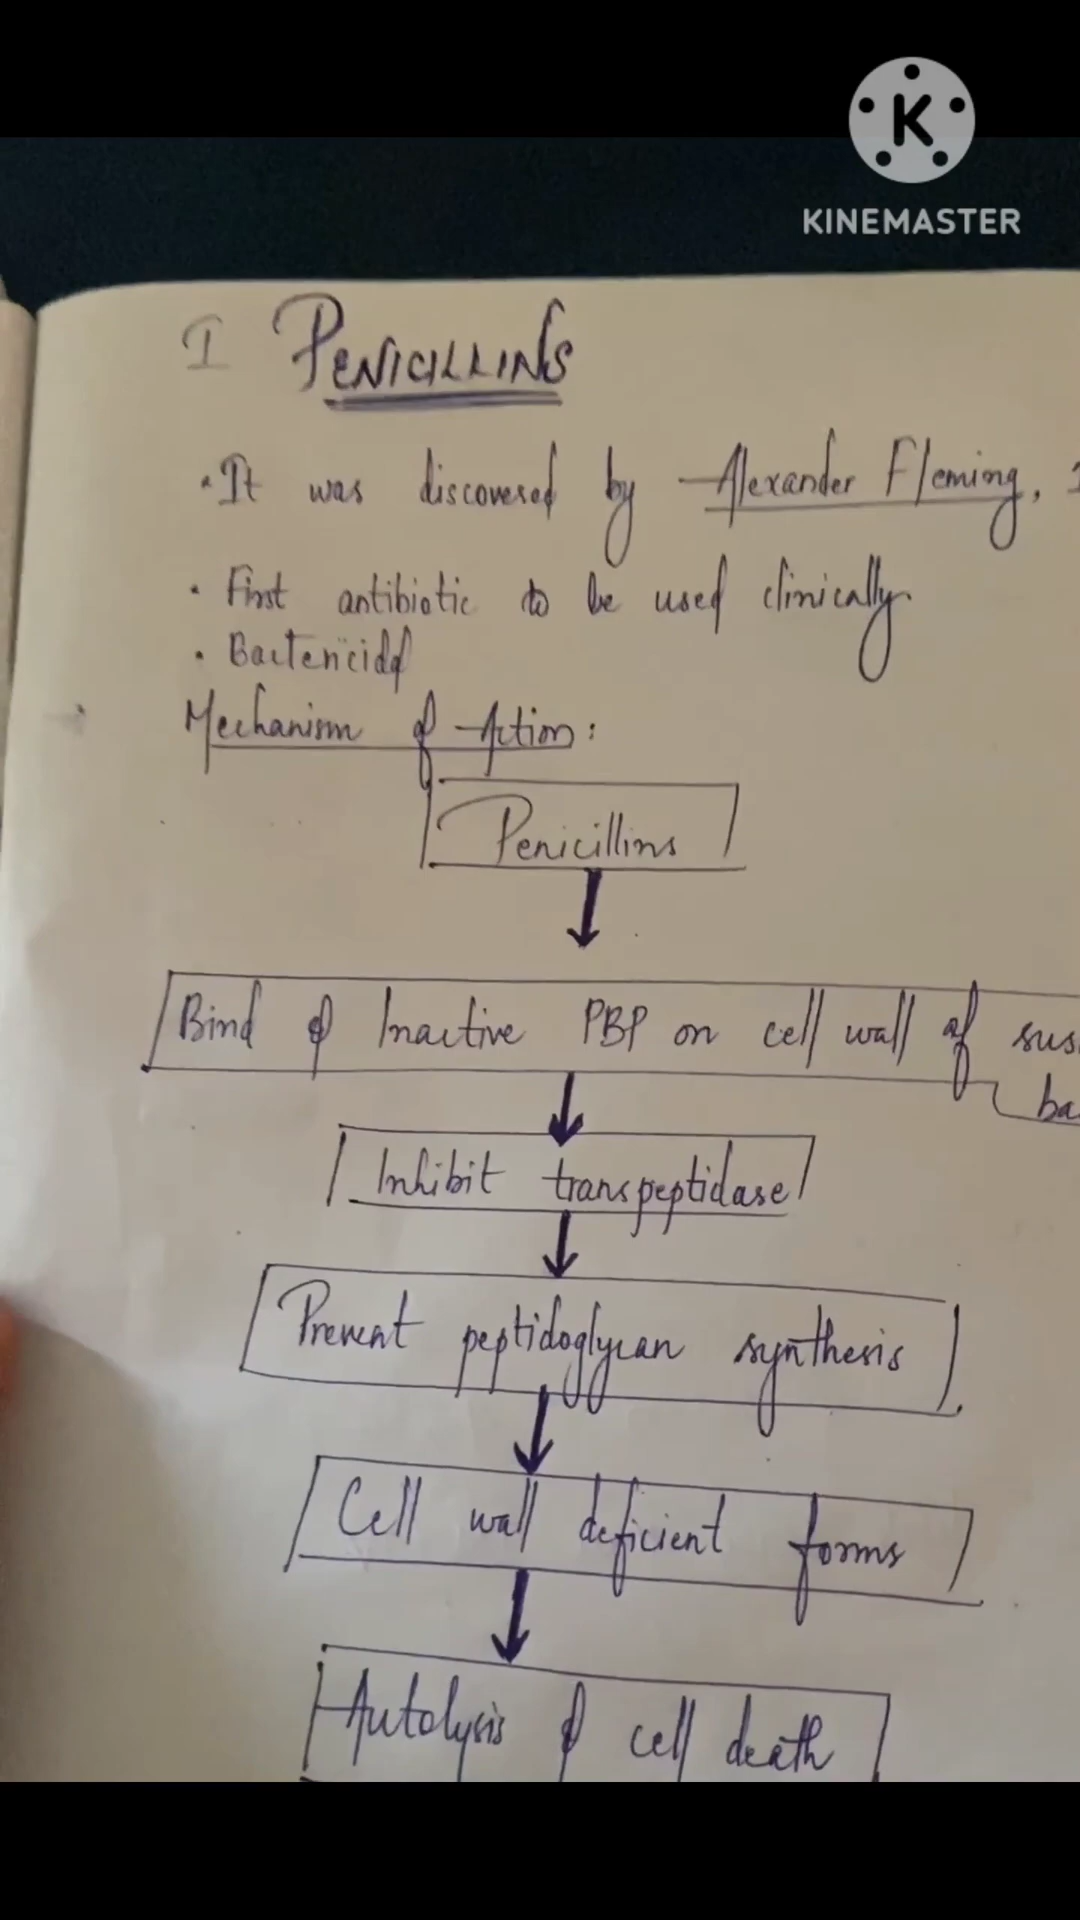 KINEMASTER
I PENICILLINS
• It was discovered by Alexander Fleming,
• First antibiotic to be used clinically.
• Bactericidal
Mechanism of Action:
Penicillins
Bind & Inactive PBP on cell wall of
Inhibit transpeptidase
Prevent peptidoglycan synthesis
Cell wall deficient forms
Autolysis & cell death